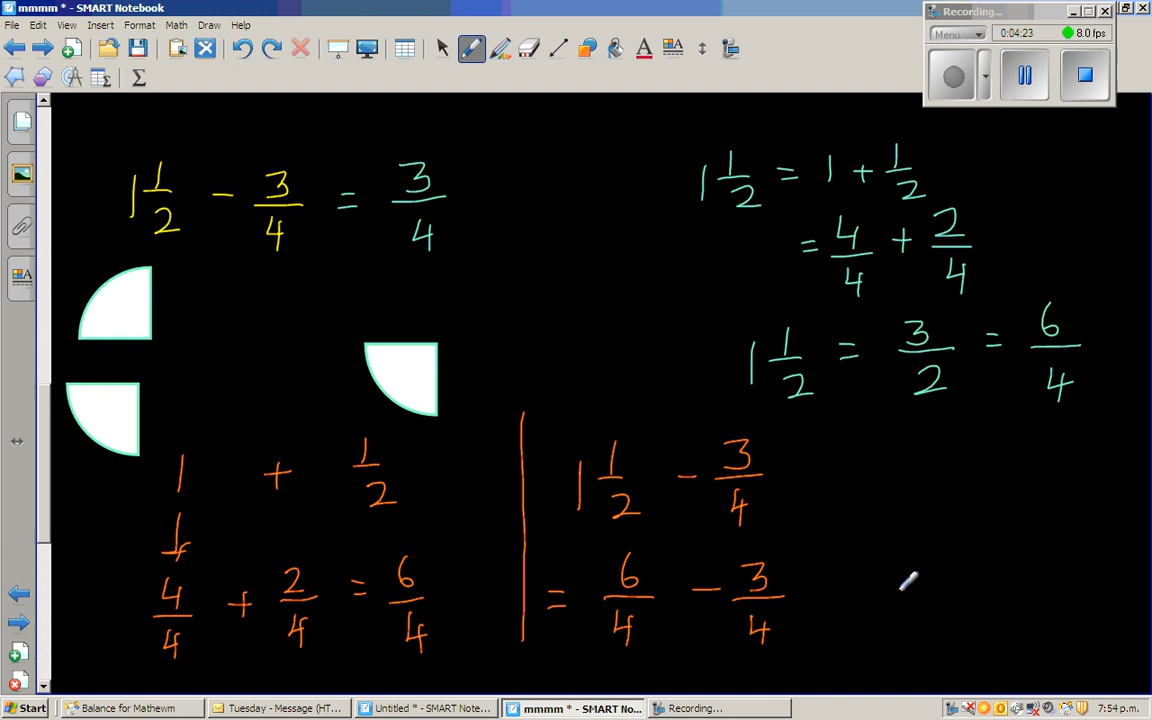 mmmm * - SMART Notebook
Recording...
File Edit View Insert Format Math Draw Help
Menu 0:04:23 8.0 fps
1 1/2 - 3/4 = 3/4
1 1/2 = 1 + 1/2
= 4/4 + 2/4
1 1/2 = 3/2 = 6/4
1 + 1/2
1
4/4 + 2/4 = 6/4
1 1/2 - 3/4
= 6/4 - 3/4
Start Balance for Mathewm Tuesday - Message (HT... Untitled * - SMART Note... mmmm * - SMART No... Recording... 7:54 p.m.